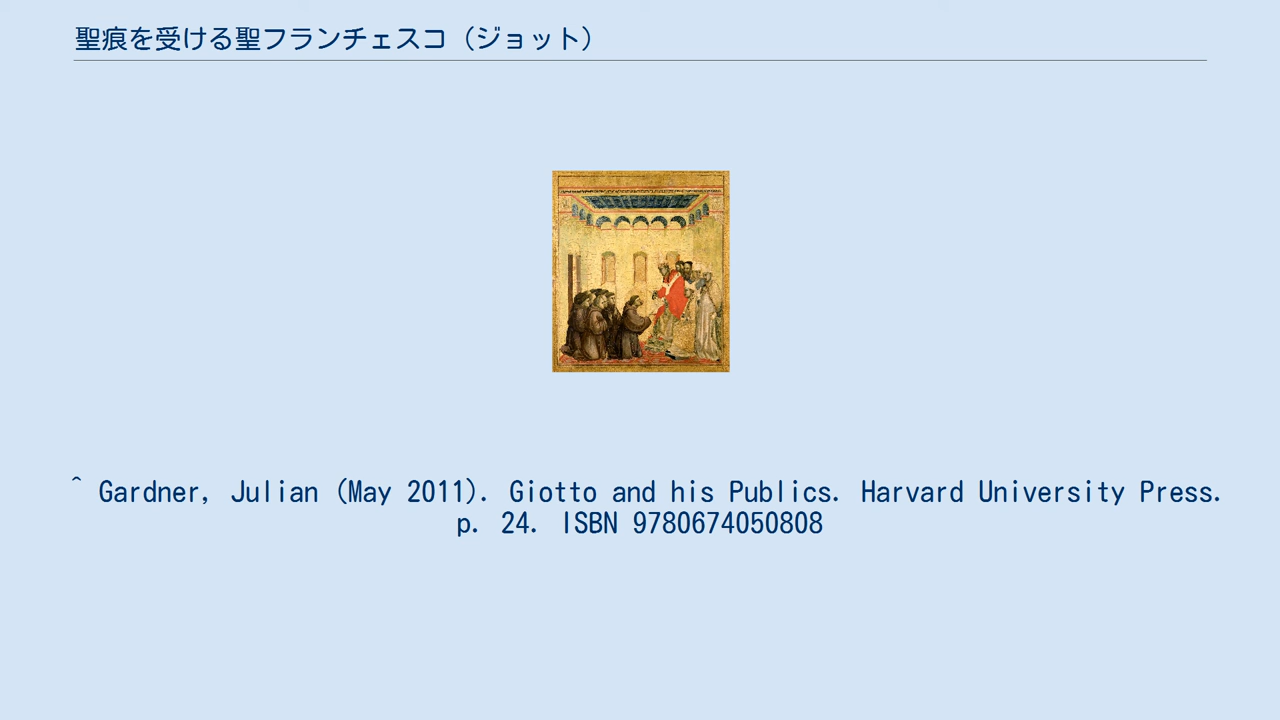 聖痕を受ける聖フランチェスコ（ジョット）
^ Gardner, Julian (May 2011). Giotto and his Publics. Harvard University Press.
p. 24. ISBN 9780674050808